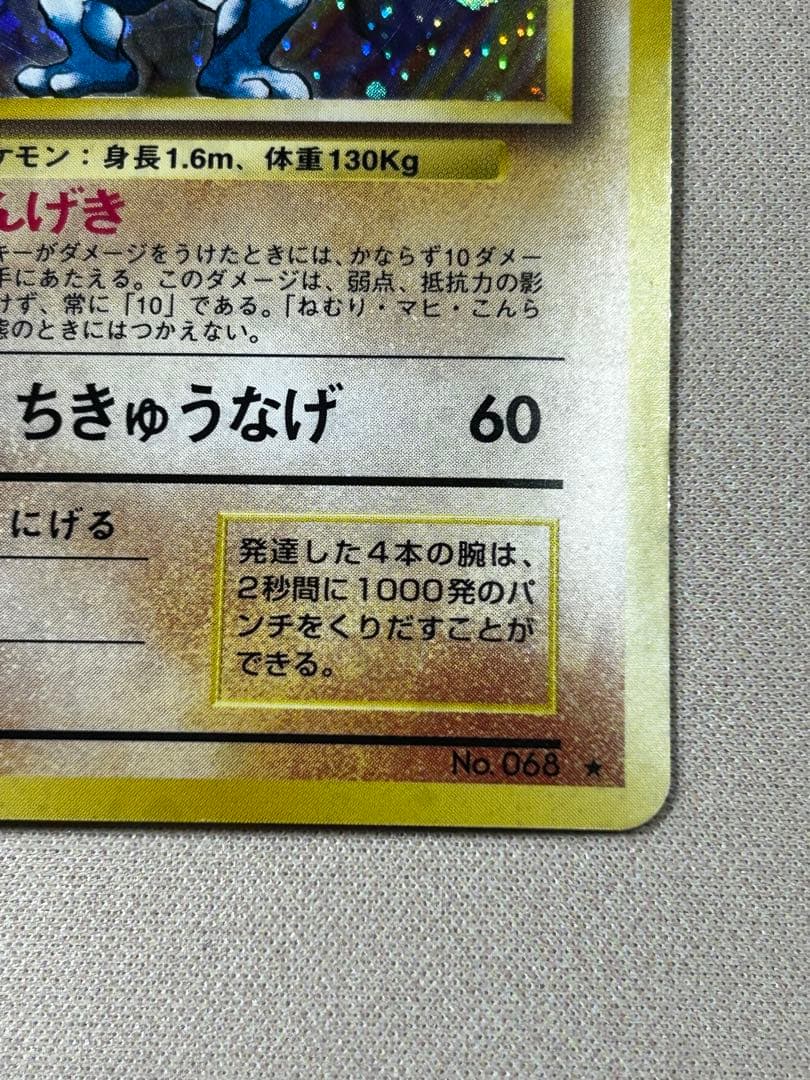 ケモン：身長1.6m、体重130Kg
んげき
キーがダメージをうけたときには、かならず10ダメー
手にあたえる。このダメージは、弱点、抵抗力の影
けず、常に「10」である。「ねむり・マヒ・こんら
態のときにはつかえない。
ちきゅうなげ 60
にげる
発達した4本の腕は、
2秒間に1000発のパ
ンチをくりだすことが
できる。
No. 068 ★